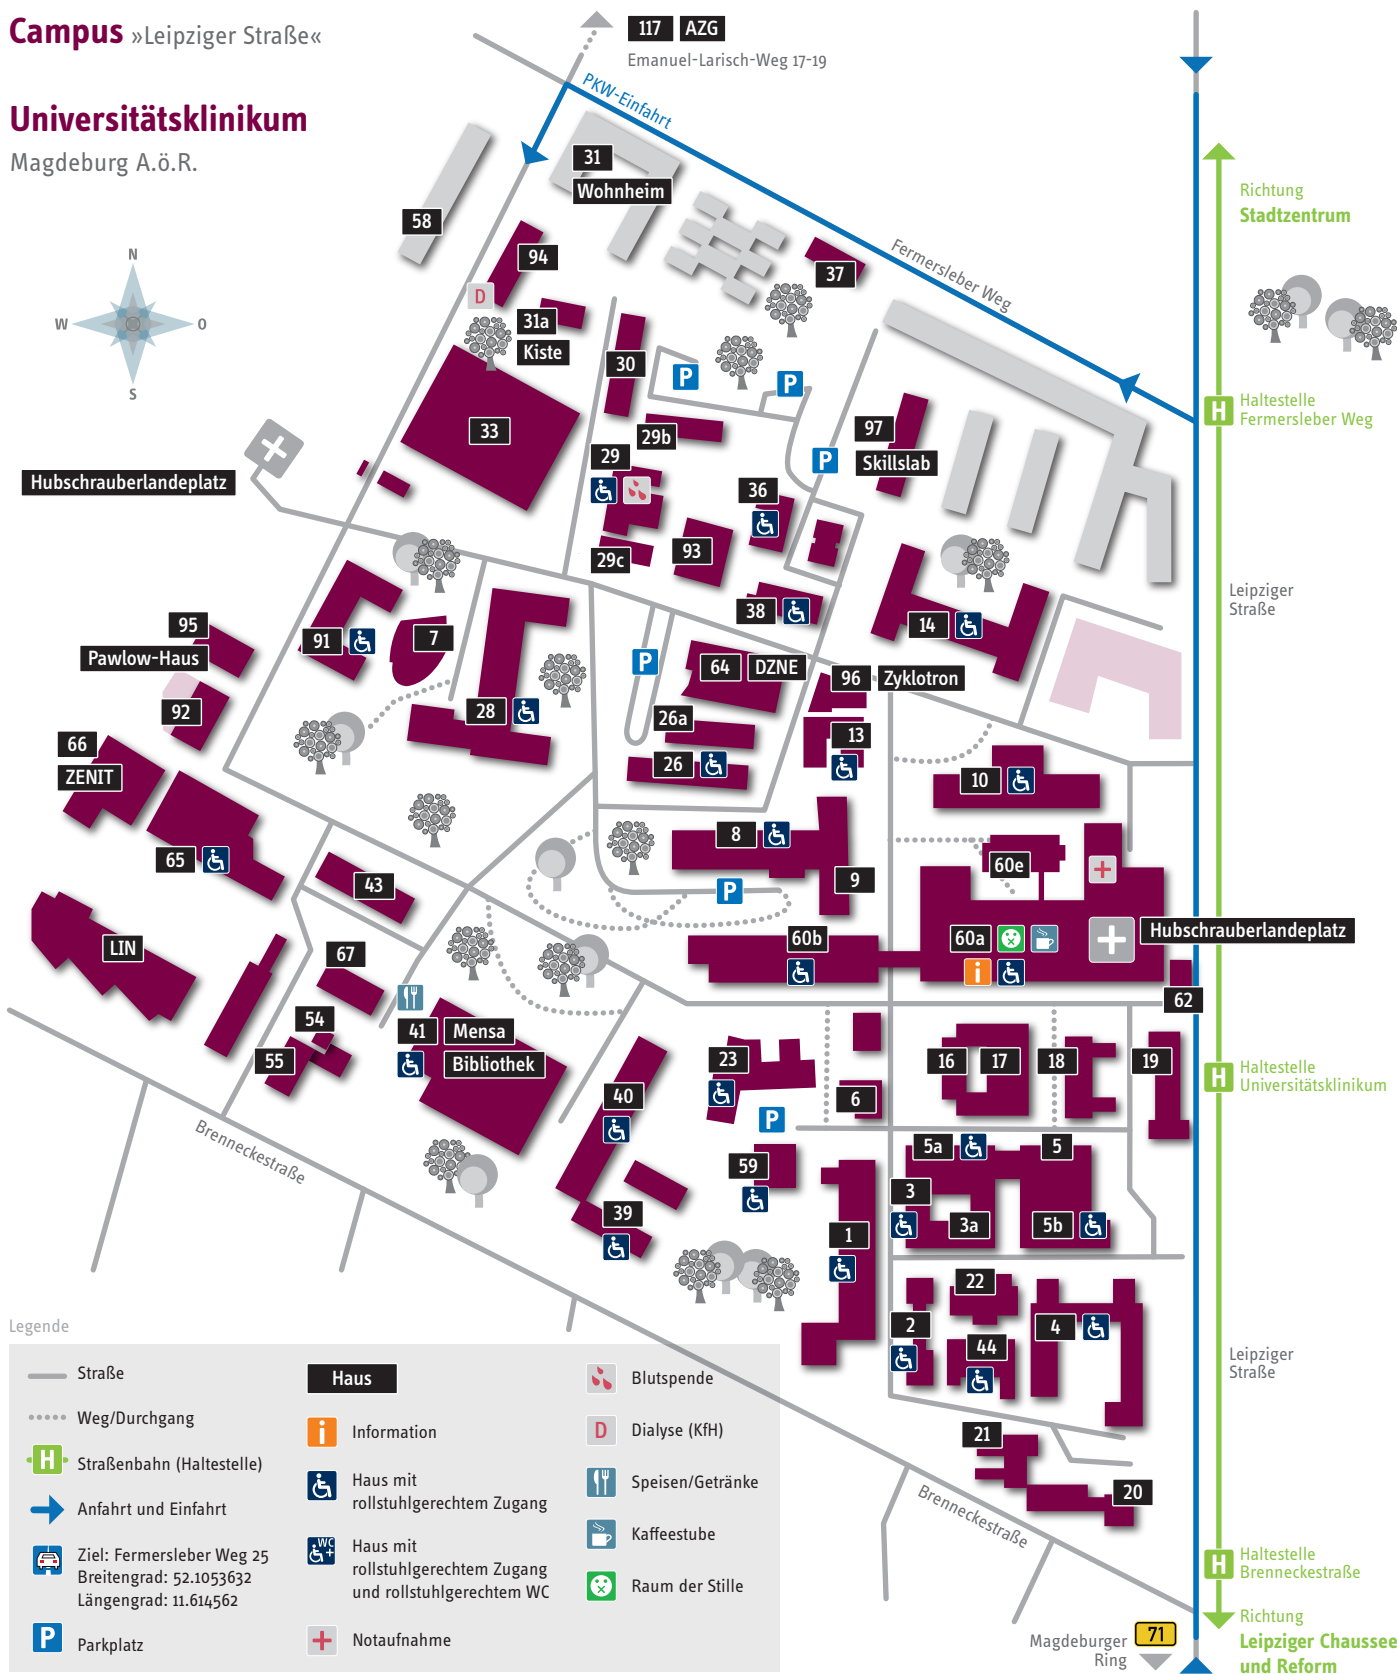 Campus »Leipziger Straße«
Universitätsklinikum
Magdeburg A.ö.R.
117 AZG
Emanuel-Larisch-Weg 17-19
PKW-Einfahrt
31
Wohnheim
58
94
D
31a
Kiste
37
Fermersleber Weg
Richtung
Stadtzentrum
N
W
O
S
30
P
P
H
Haltestelle
Fermersleber Weg
33
29b
97
Skillslab
P
29
36
Hubschrauberlandeplatz
29c
93
38
14
Leipziger
Straße
95
Pawlow-Haus
91
7
P
64 DZNE
96 Zyklotron
92
28
26a
13
66
ZENIT
26
10
65
8
43
9
60e
P
LIN
67
60b
60a
i
Hubschrauberlandeplatz
62
54
55
41 Mensa
Bibliothek
23
16
17
18
19
H
Haltestelle
Universitätsklinikum
40
6
P
Brenneckestraße
5a
5
59
3
3a
5b
39
1
22
2
44
4
Leipziger
Straße
21
20
Brenneckestraße
H
Haltestelle
Brenneckestraße
Richtung
Leipziger Chaussee
und Reform
Magdeburger
Ring
71
Legende
Straße
Weg/Durchgang
H Straßenbahn (Haltestelle)
Anfahrt und Einfahrt
Ziel: Fermersleber Weg 25
Breitengrad: 52.1053632
Längengrad: 11.614562
P Parkplatz
Haus
i Information
Haus mit
rollstuhlgerechtem Zugang
WC
Haus mit
rollstuhlgerechtem Zugang
und rollstuhlgerechtem WC
Notaufnahme
Blutspende
D Dialyse (KfH)
Speisen/Getränke
Kaffeestube
Raum der Stille